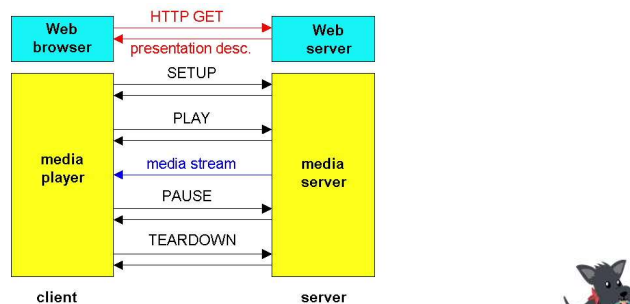 HTTP GET
Web
browser
Web
server
presentation desc.
SETUP
PLAY
media
player
media stream
media
server
PAUSE
TEARDOWN
client
server